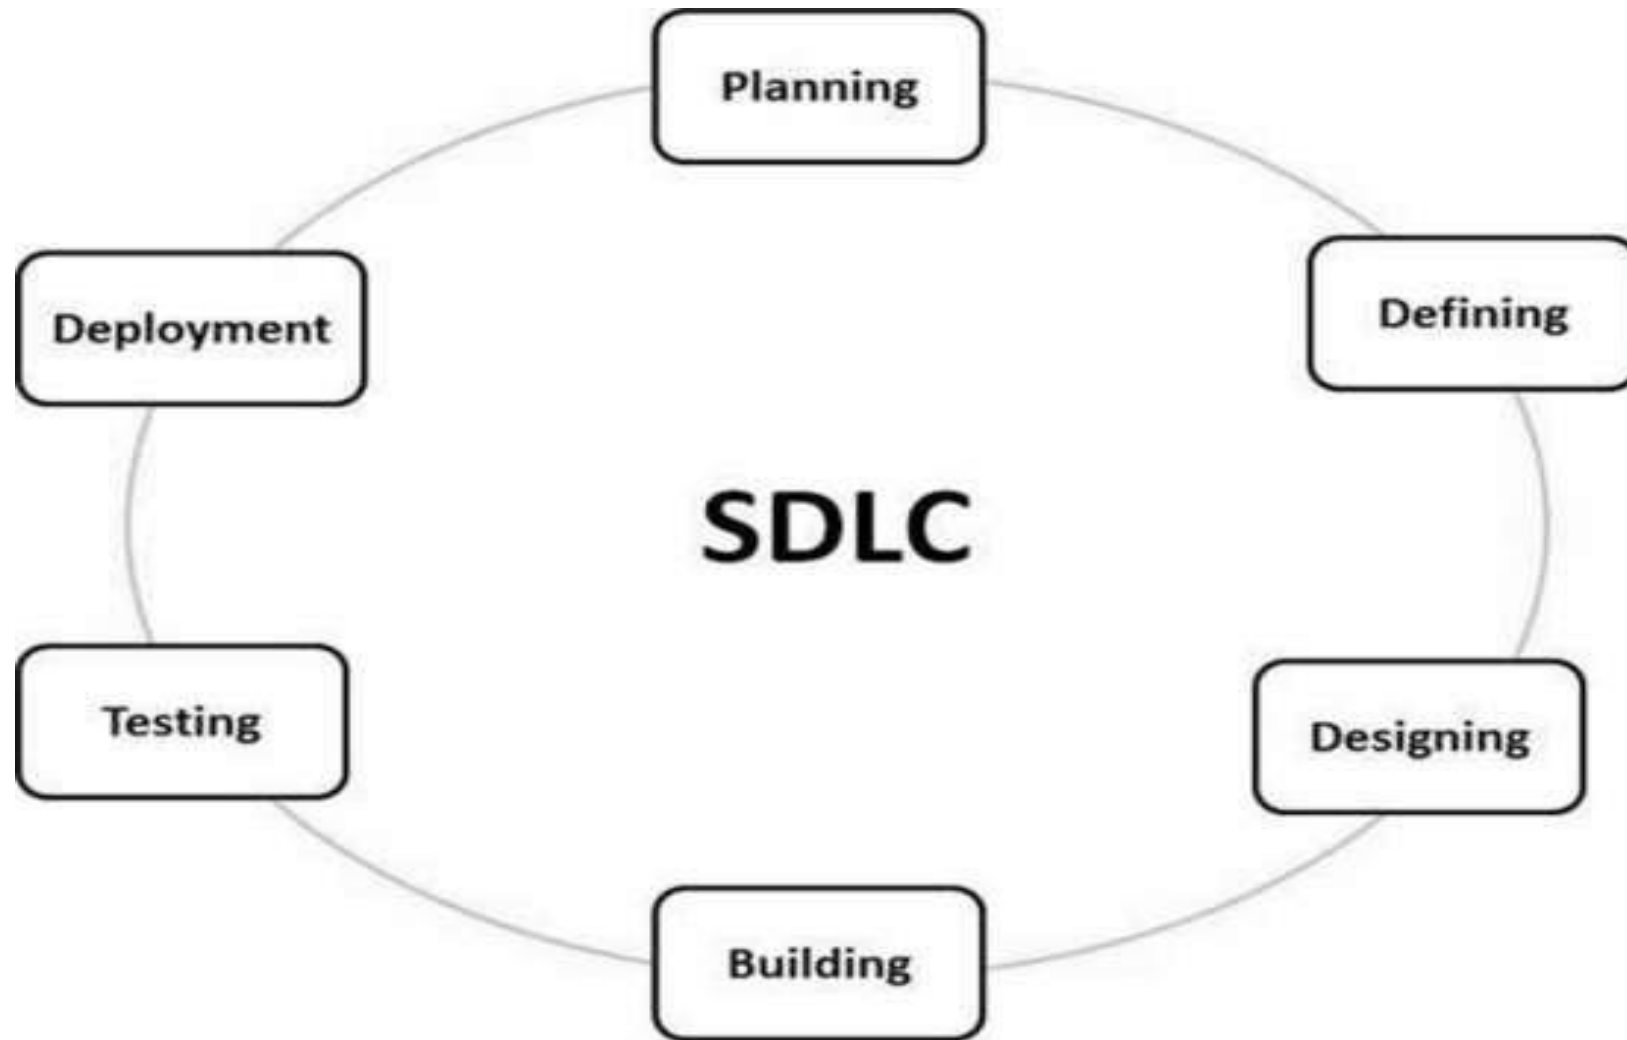 Planning
Defining
Designing
Building
Testing
Deployment
SDLC